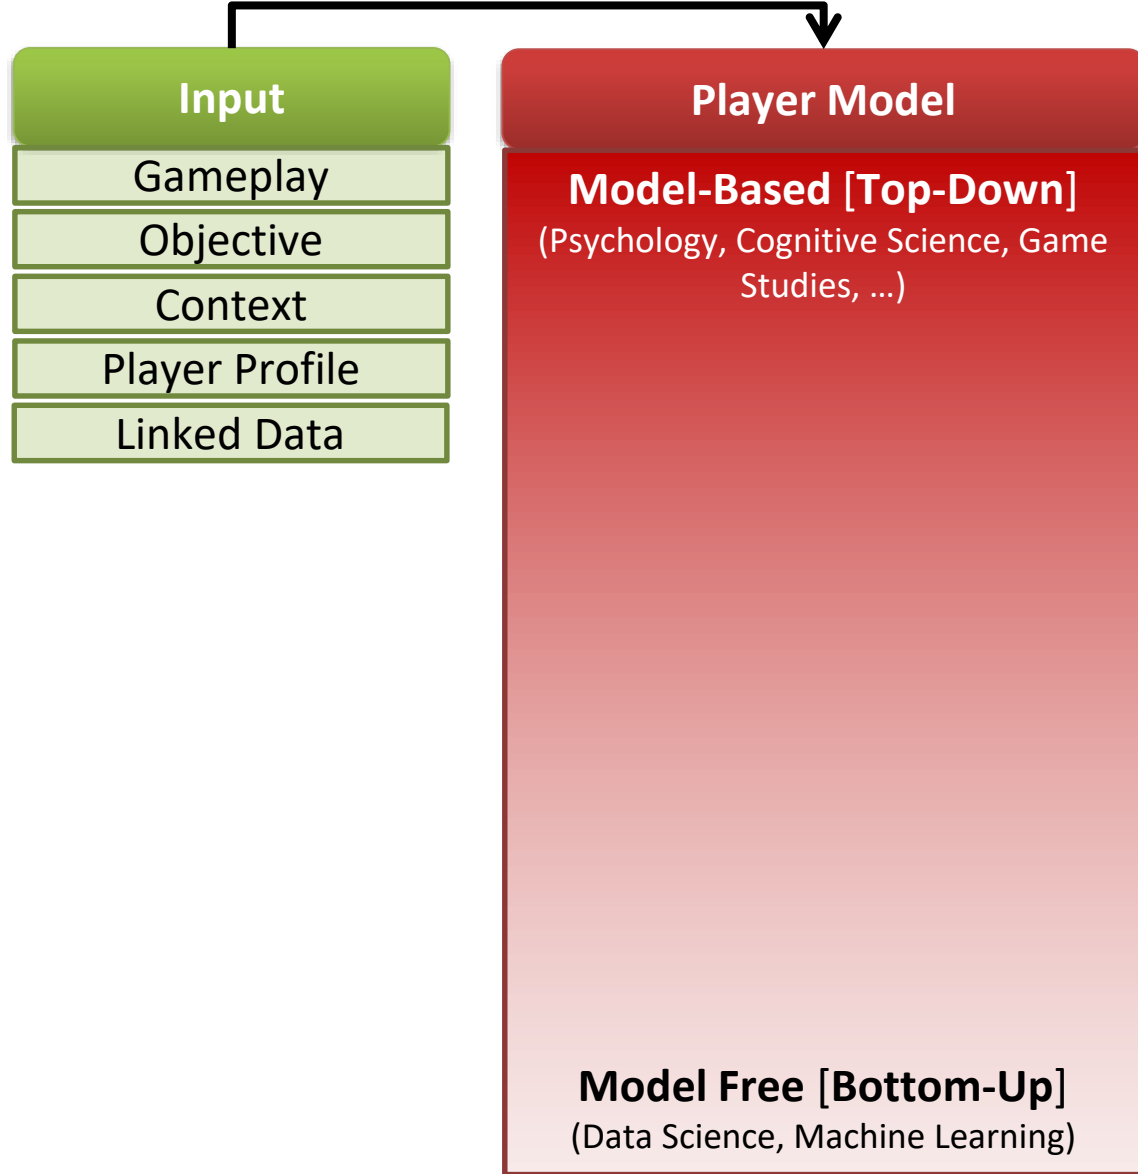 Input
Gameplay
Objective
Context
Player Profile
Linked Data
Player Model
Model-Based [Top-Down]
(Psychology, Cognitive Science, Game
Studies, …)
Model Free [Bottom-Up]
(Data Science, Machine Learning)